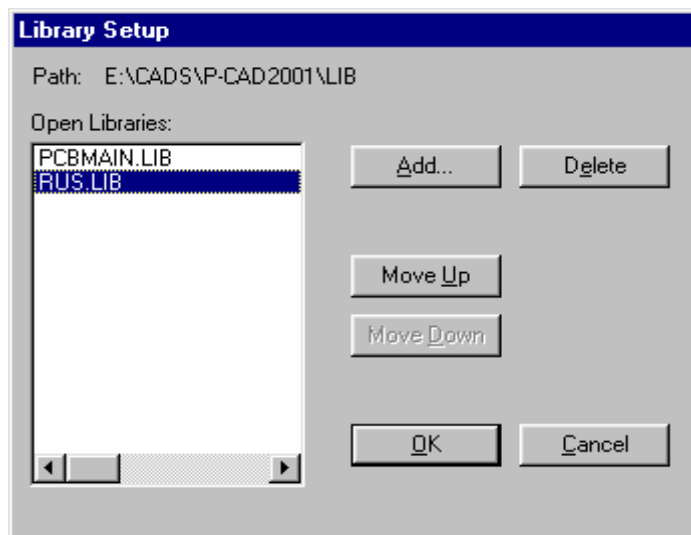 Library Setup
Path: E:\CADS\P-CAD2001\LIB
Open Libraries:
PCBMAIN.LIB
RUS.LIB
Add...
Delete
Move Up
Move Down
OK
Cancel